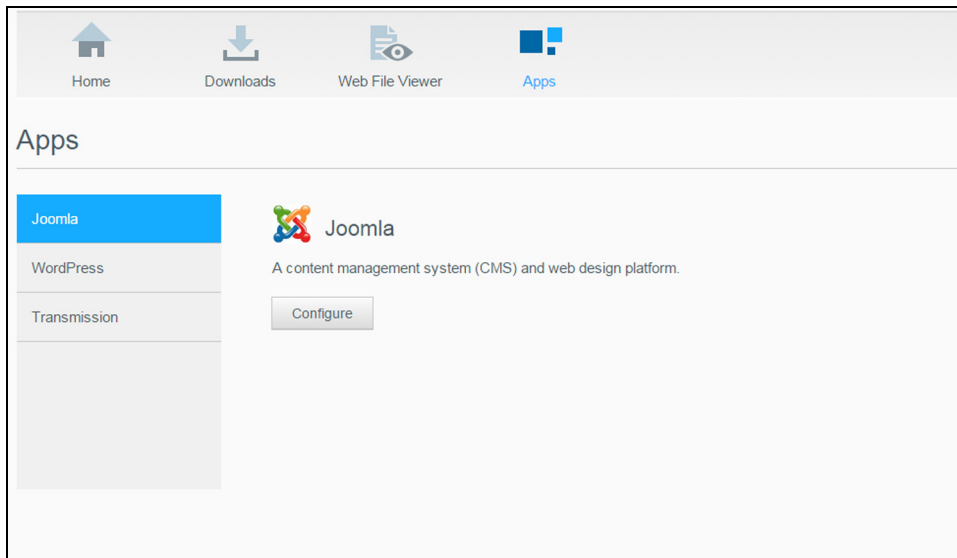 Home
Downloads
Web File Viewer
Apps
Apps
Joomla
WordPress
Transmission
Joomla
A content management system (CMS) and web design platform.
Configure